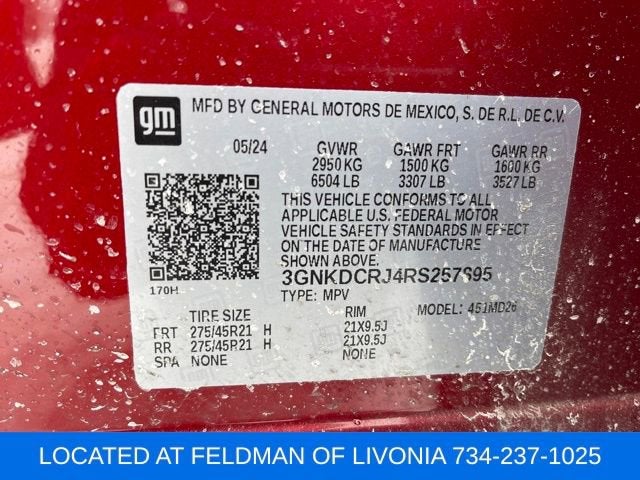 gm MFD BY GENERAL MOTORS DE MEXICO, S. DE R.L. DE C.V.
05/24 GVWR GAWR FRT GAWR RR
2950 KG 1500 KG 1600 KG
6504 LB 3307 LB 3527 LB
THIS VEHICLE CONFORMS TO ALL
APPLICABLE U.S. FEDERAL MOTOR
VEHICLE SAFETY STANDARDS IN EFFECT
ON THE DATE OF MANUFACTURE
SHOWN ABOVE.
170H 3GNKDCRJ4RS257695
TYPE: MPV MODEL: 451MD26
TIRE SIZE RIM
FRT 275/45R21 H 21X9.5J
RR 275/45R21 H 21X9.5J
SPA NONE NONE
LOCATED AT FELDMAN OF LIVONIA 734-237-1025